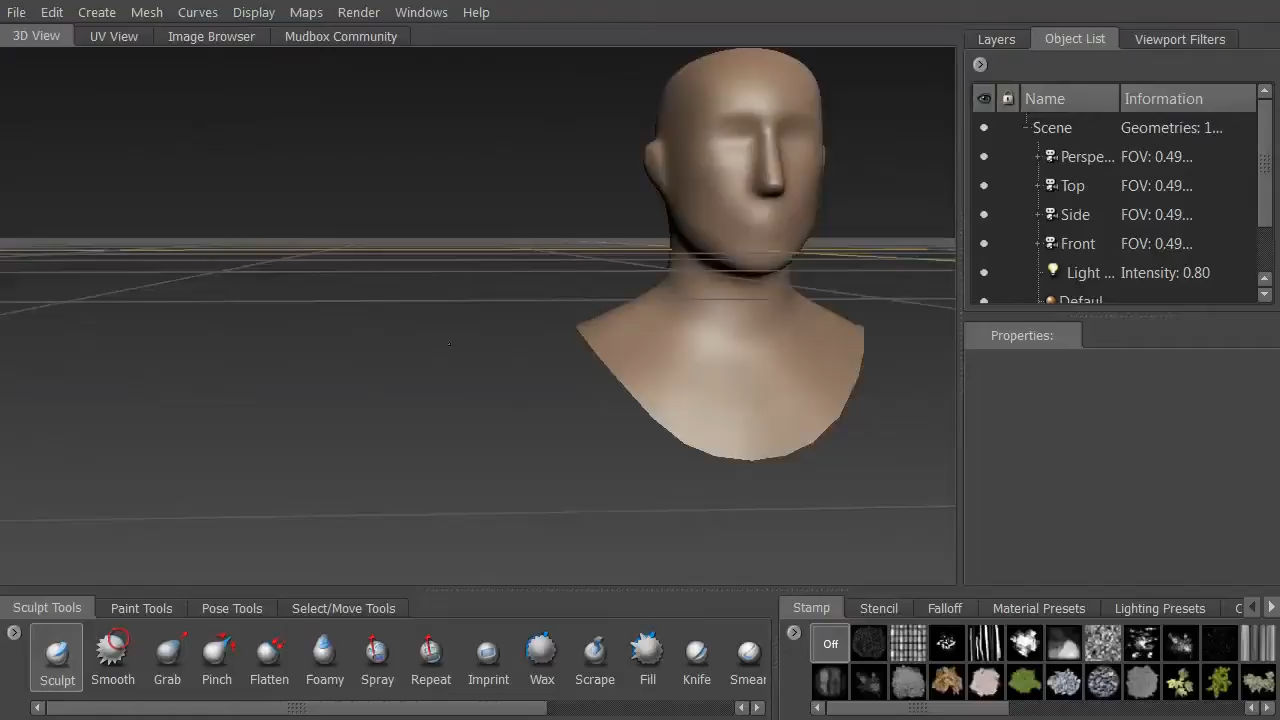 File Edit Create Mesh Curves Display Maps Render Windows Help
3D View UV View Image Browser Mudbox Community
Layers Object List Viewport Filters
Name Information
Scene Geometries: 1...
Perspe... FOV: 0.49...
Top FOV: 0.49...
Side FOV: 0.49...
Front FOV: 0.49...
Light ... Intensity: 0.80
Defaul
Properties:
Sculpt Tools Paint Tools Pose Tools Select/Move Tools
Sculpt Smooth Grab Pinch Flatten Foamy Spray Repeat Imprint Wax Scrape Fill Knife Smear
Stamp Stencil Falloff Material Presets Lighting Presets C
Off